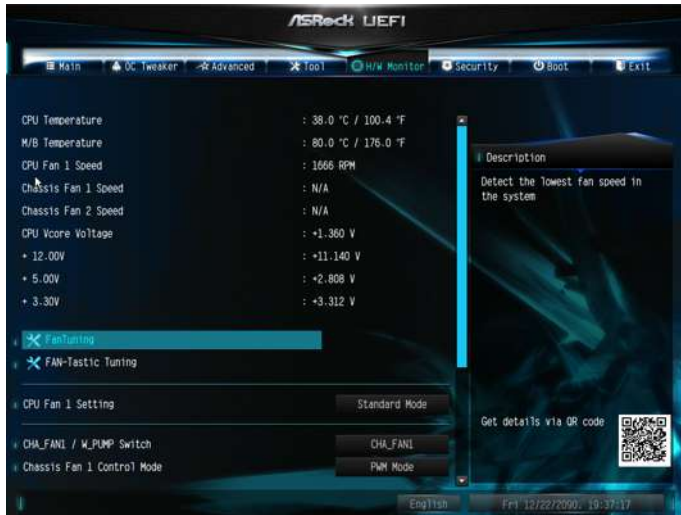 ASRock UEFI
Main OC Tweaker Advanced Tool H/W Monitor Security Boot Exit
CPU Temperature : 38.0 °C / 100.4 °F
M/B Temperature : 80.0 °C / 176.0 °F
CPU Fan 1 Speed : 1666 RPM
Chassis Fan 1 Speed : N/A
Chassis Fan 2 Speed : N/A
CPU Vcore Voltage : +1.360 V
+ 12.00V : +11.140 V
+ 5.00V : +2.808 V
+ 3.30V : +3.312 V
FanTuning
FAN-Tastic Tuning
CPU Fan 1 Setting Standard Mode
CHA_FAN1 / W_PUMP Switch CHA_FAN1
Chassis Fan 1 Control Mode PWM Mode
Description
Detect the lowest fan speed in
the system
Get details via QR code
English Fri 12/22/2090, 19:37:17